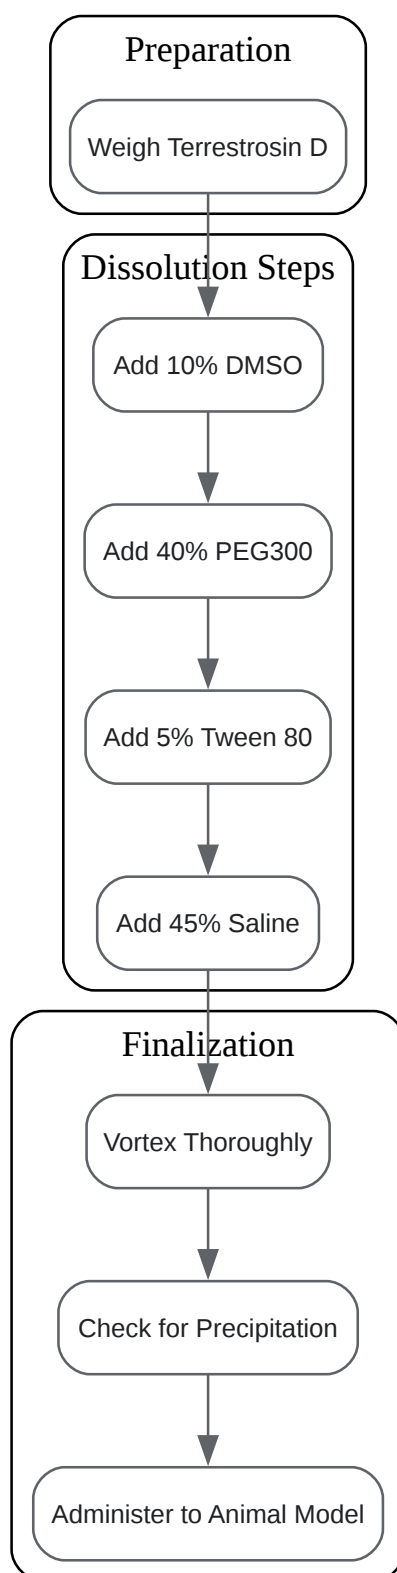 Preparation
Weigh Terrestrosin D
Dissolution Steps
Add 10% DMSO
Add 40% PEG300
Add 5% Tween 80
Add 45% Saline
Finalization
Vortex Thoroughly
Check for Precipitation
Administer to Animal Model